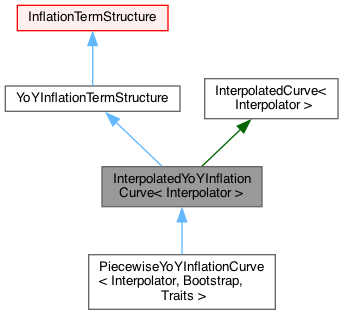 InflationTermStructure
YoYInflationTermStructure
InterpolatedCurve<
Interpolator >
InterpolatedYoYInflation
Curve< Interpolator >
PiecewiseYoYInflationCurve
< Interpolator, Bootstrap,
Traits >